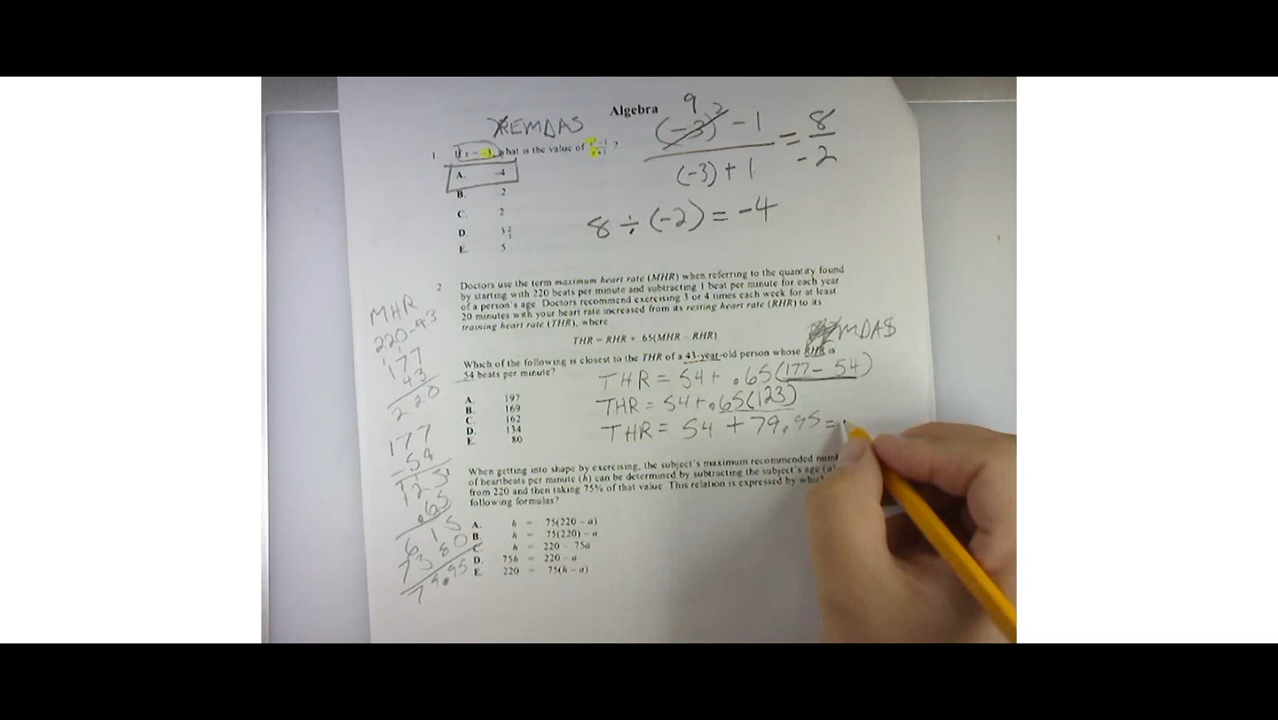 Algebra
PEMDAS
1. If x = -3, what is the value of x²-1/x+1 ?
A. -4
B. -2
C. 2
D. 3 2/3
E. 5
9
(-3)² - 1
(-3) + 1
= 8/-2
8 ÷ (-2) = -4
2. Doctors use the term maximum heart rate (MHR) when referring to the quantity found
by starting with 220 beats per minute and subtracting 1 beat per minute for each year
of a person's age. Doctors recommend exercising 3 or 4 times each week for at least
20 minutes with your heart rate increased from its resting heart rate (RHR) to its
training heart rate (THR), where
THR = RHR + .65(MHR - RHR)
MDAS
Which of the following is closest to the THR of a 43-year-old person whose RHR is
54 beats per minute?
A. 197
B. 169
C. 162
D. 134
E. 80
THR = 54 + .65(177 - 54)
THR = 54 + .65(123)
THR = 54 + 79.95 =
MHR
220-43
11
177
43
220
177
-54
123
.65
615
7380
79.95
When getting into shape by exercising, the subject's maximum recommended
of heartbeats per minute (h) can be determined by subtracting the subject's age (a)
from 220 and then taking 75% of that value. This relation is expressed by
following formulas?
A. h = .75(220 - a)
B. h = .75(220) - a
C. h = 220 - .75a
D. .75h = 220 - a
E. 220 = .75(h - a)